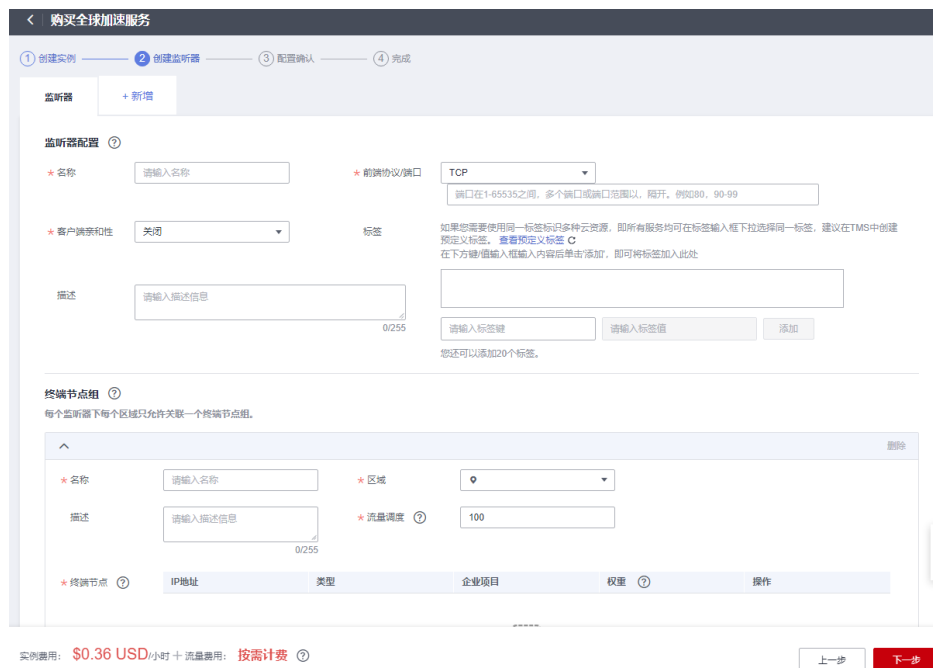 购买全球加速服务
1 创建实例 2 创建监听器 3 配置确认 4 完成
监听器 + 新增
监听器配置 ?
* 名称 请输入名称 * 前端协议/端口 TCP
端口在1-65535之间，多个端口或端口范围以，隔开。例如80，90-99
* 客户端亲和性 关闭 标签 如果您需要使用同一标签标识多种云资源，即所有服务均可在标签输入框下拉选择同一标签，建议在TMS中创建
预定义标签。 查看预定义标签
在下方键/值输入框输入内容后单击'添加'，即可将标签加入此处
描述 请输入描述信息
0/255
请输入标签键 请输入标签值 添加
您还可以添加20个标签。
终端节点组 ?
每个监听器下每个区域只允许关联一个终端节点组。
删除
* 名称 请输入名称 * 区域
描述 请输入描述信息 * 流量调度 ? 100
0/255
* 终端节点 ? IP地址 类型 企业项目 权重 ? 操作
实例费用: $0.36 USD/小时 + 流量费用: 按需计费 ?
上一步 下一步